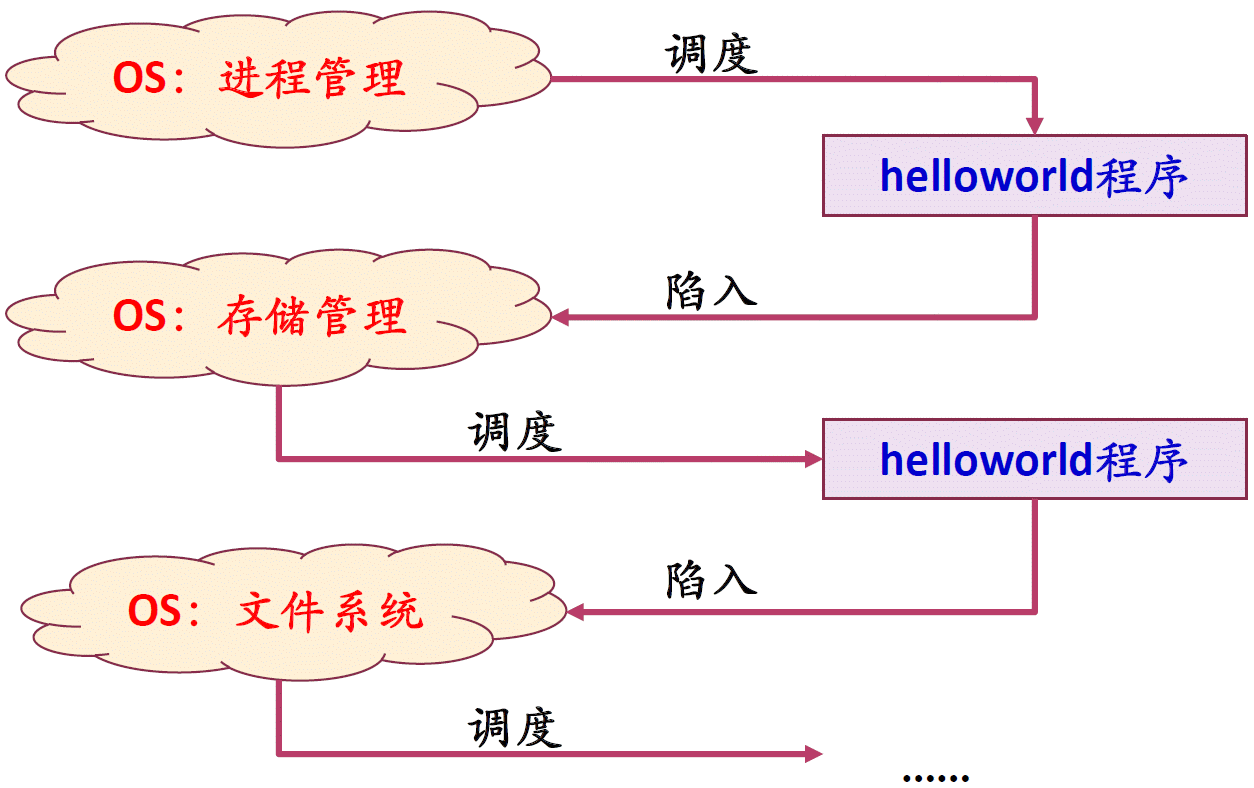 OS：进程管理
调度
helloworld程序
OS：存储管理
陷入
调度
helloworld程序
OS：文件系统
陷入
调度
......